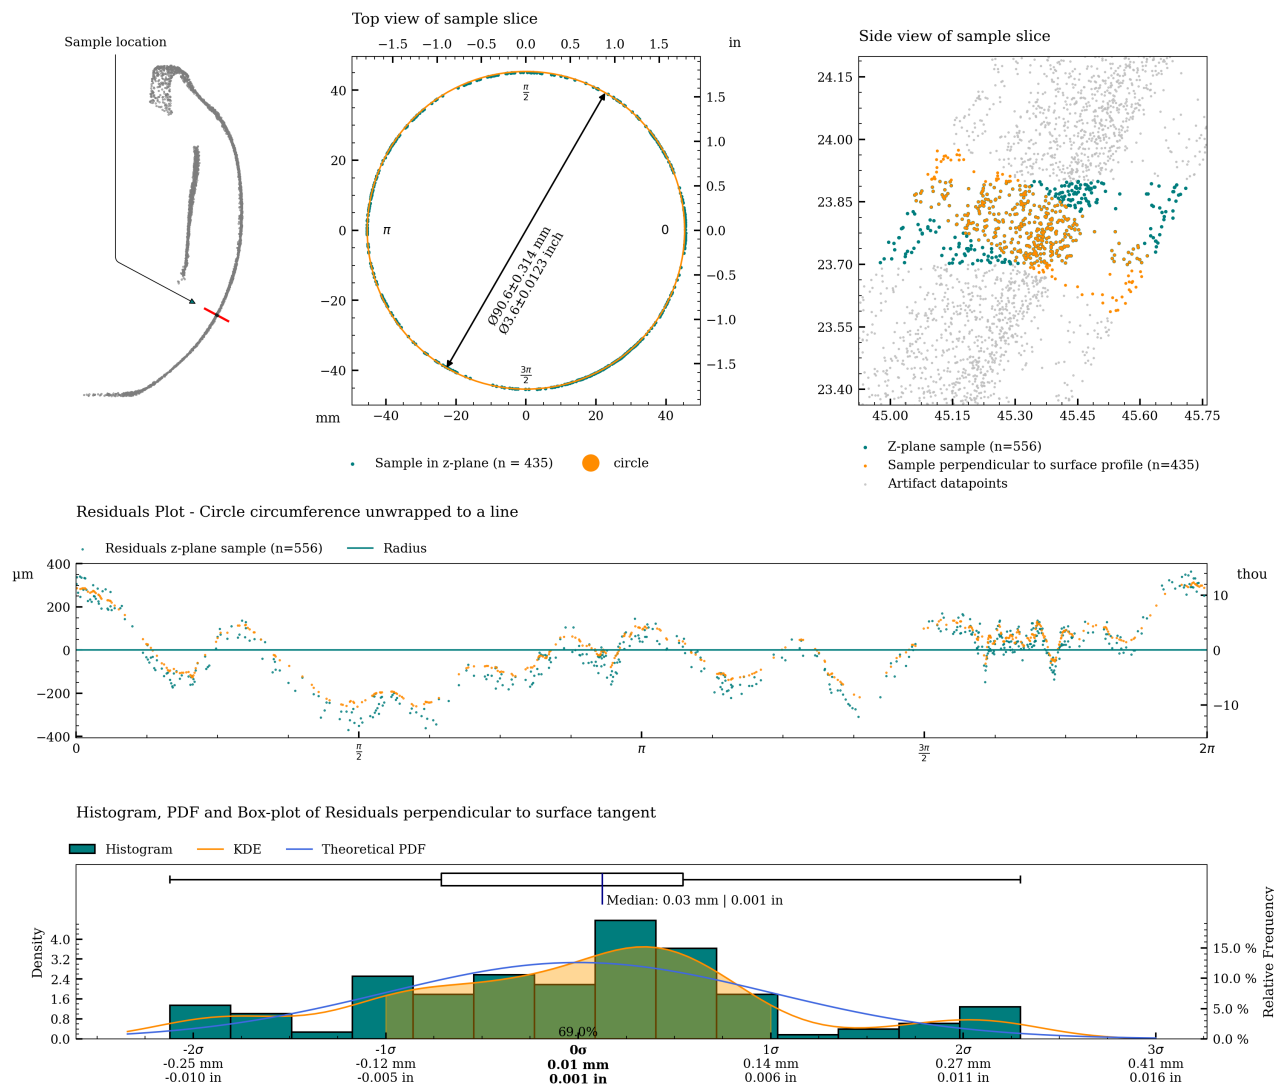 Sample location
Top view of sample slice
−1.5 −1.0 −0.5 0.0 0.5 1.0 1.5 in
40
20
0
−20
−40
mm
−40 −20 0 20 40
1.5
1.0
0.5
0.0
−0.5
−1.0
−1.5
π/2
π
0
3π/2
Ø90.6±0.314 mm
Ø3.6±0.0123 inch
Sample in z-plane (n = 435) circle
Side view of sample slice
24.15
24.00
23.85
23.70
23.55
23.40
45.00 45.15 45.30 45.45 45.60 45.75
Z-plane sample (n=556)
Sample perpendicular to surface profile (n=435)
Artifact datapoints
Residuals Plot - Circle circumference unwrapped to a line
Residuals z-plane sample (n=556) Radius
µm
400
200
0
−200
−400
thou
10
0
−10
0 π/2 π 3π/2 2π
Histogram, PDF and Box-plot of Residuals perpendicular to surface tangent
Histogram KDE Theoretical PDF
Median: 0.03 mm | 0.001 in
Density
4.0
3.2
2.4
1.6
0.8
0.0
Relative Frequency
15.0 %
10.0 %
5.0 %
0.0 %
69.0%
-2σ -1σ 0σ 1σ 2σ 3σ
-0.25 mm -0.12 mm 0.01 mm 0.14 mm 0.27 mm 0.41 mm
-0.010 in -0.005 in 0.001 in 0.006 in 0.011 in 0.016 in